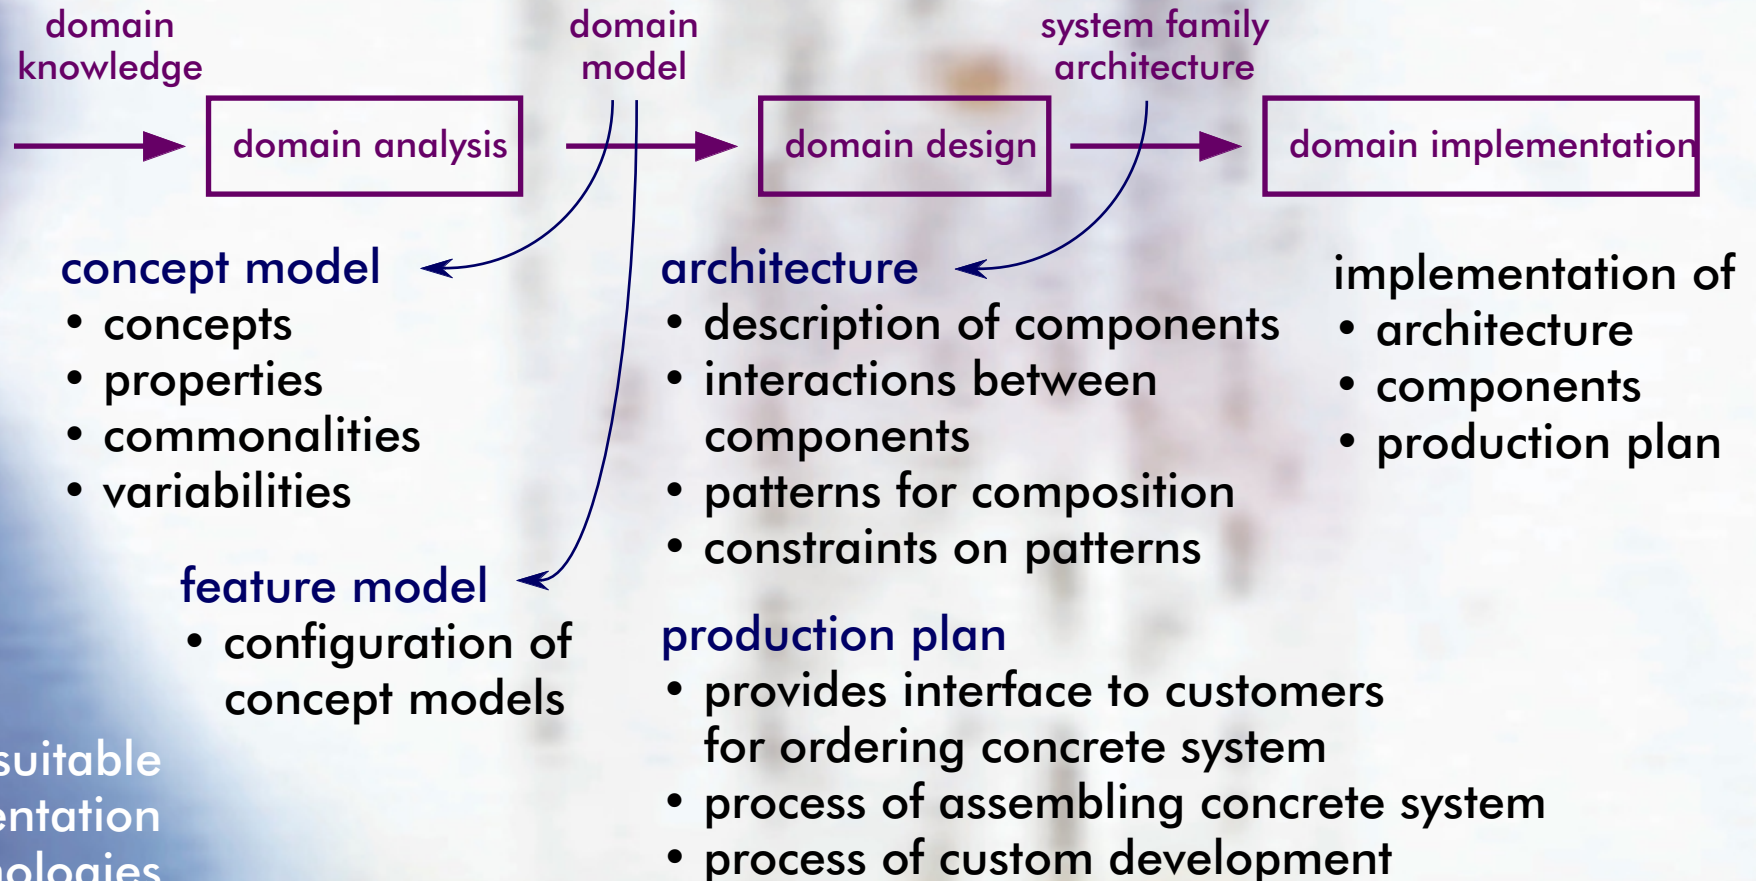 domain
knowledge
domain
model
system family
architecture
domain analysis
domain design
domain implementation
concept model
• concepts
• properties
• commonalities
• variabilities
feature model
• configuration of
concept models
architecture
• description of components
• interactions between
components
• patterns for composition
• constraints on patterns
production plan
• provides interface to customers
for ordering concrete system
• process of assembling concrete system
• process of custom development
implementation of
• architecture
• components
• production plan
suitable